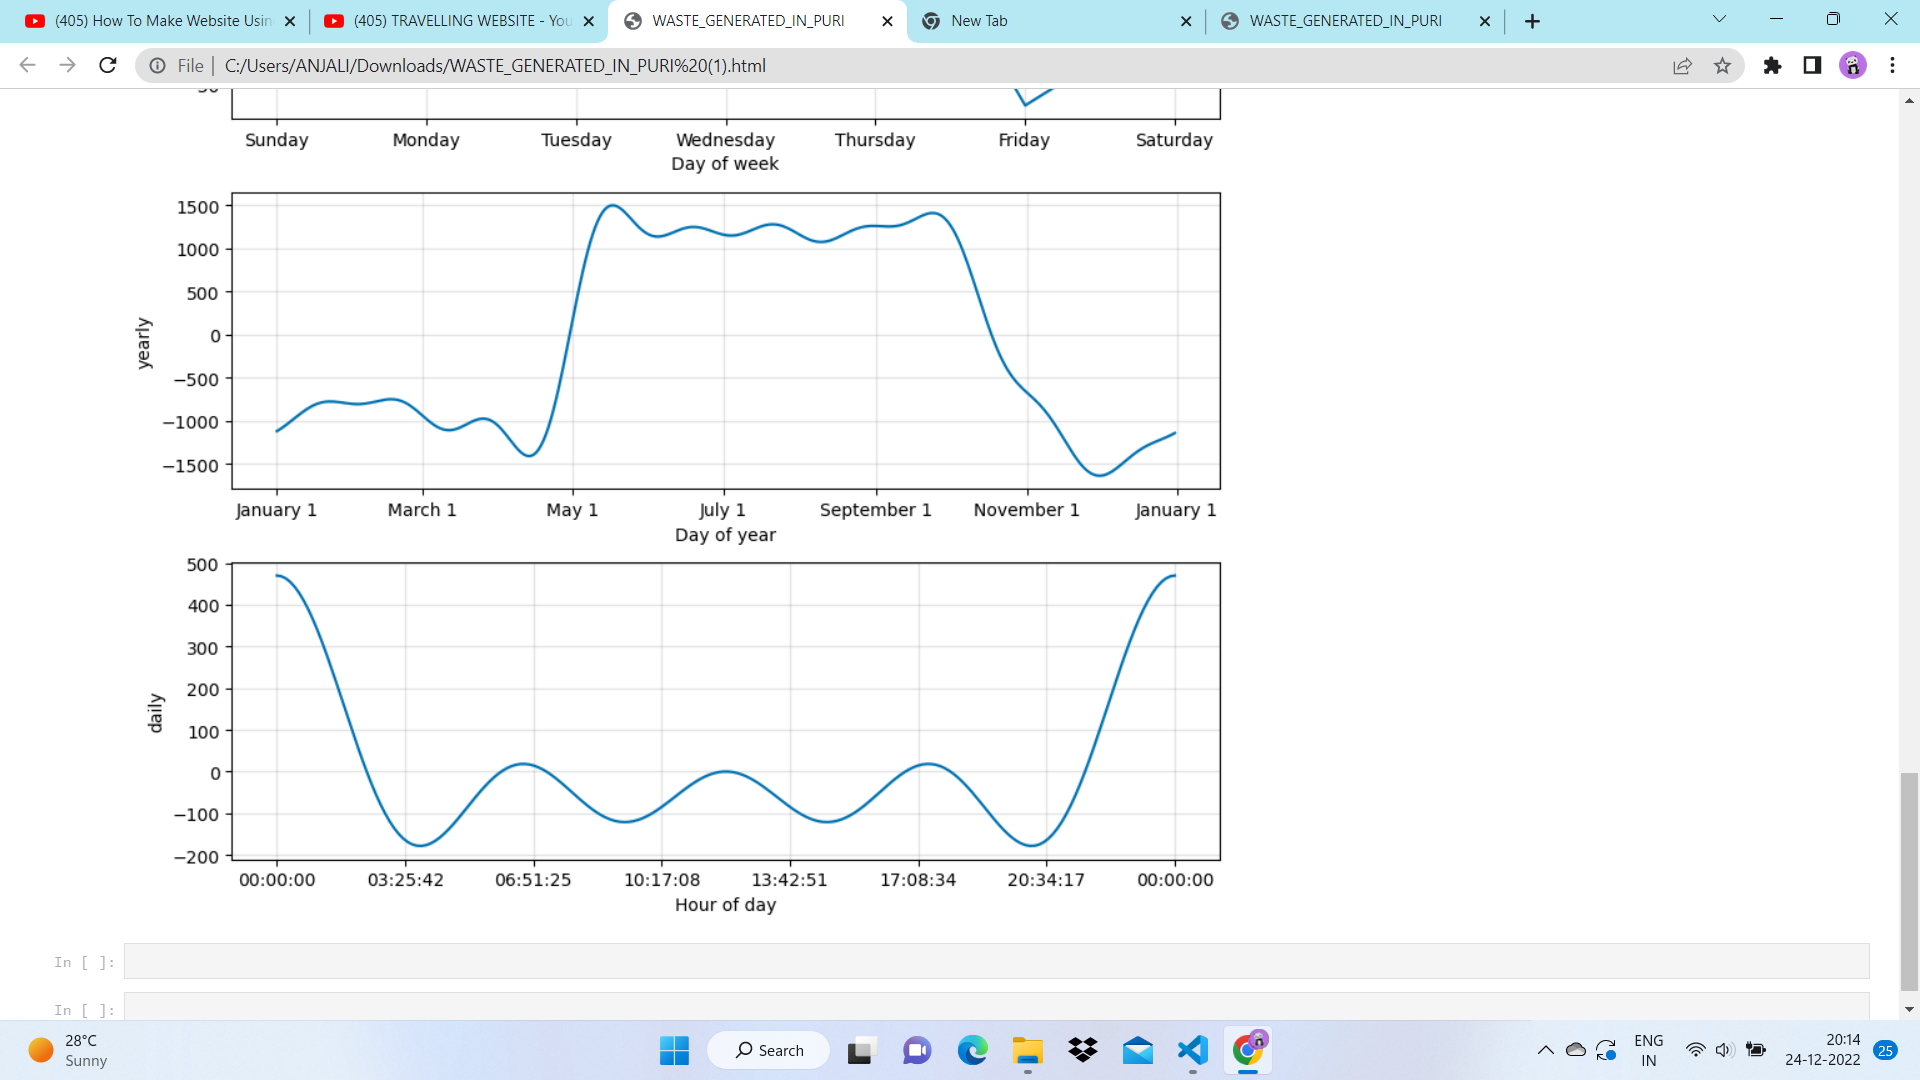 (405) How To Make Website Usin
(405) TRAVELLING WEBSITE - You
WASTE_GENERATED_IN_PURI
New Tab
WASTE_GENERATED_IN_PURI
File | C:/Users/ANJALI/Downloads/WASTE_GENERATED_IN_PURI%20(1).html
Sunday Monday Tuesday Wednesday Thursday Friday Saturday
Day of week
1500
1000
500
0
−500
−1000
−1500
yearly
January 1 March 1 May 1 July 1 September 1 November 1 January 1
Day of year
500
400
300
200
100
0
−100
−200
daily
00:00:00 03:25:42 06:51:25 10:17:08 13:42:51 17:08:34 20:34:17 00:00:00
Hour of day
In [ ]:
In [ ]:
28°C
Sunny
Search
ENG
IN
20:14
24-12-2022
25